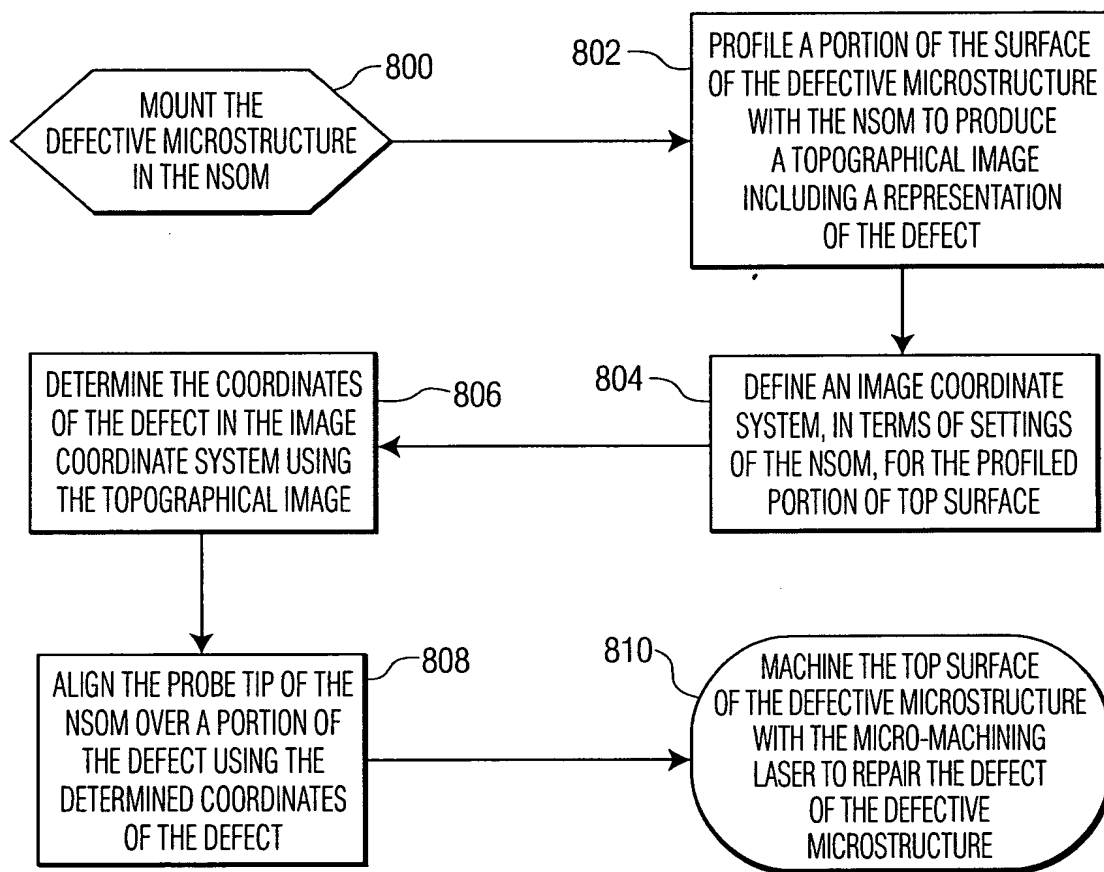 800
MOUNT THE
DEFECTIVE MICROSTRUCTURE
IN THE NSOM
802
PROFILE A PORTION OF THE SURFACE
OF THE DEFECTIVE MICROSTRUCTURE
WITH THE NSOM TO PRODUCE
A TOPOGRAPHICAL IMAGE
INCLUDING A REPRESENTATION
OF THE DEFECT
804
DEFINE AN IMAGE COORDINATE
SYSTEM, IN TERMS OF SETTINGS
OF THE NSOM, FOR THE PROFILED
PORTION OF TOP SURFACE
806
DETERMINE THE COORDINATES
OF THE DEFECT IN THE IMAGE
COORDINATE SYSTEM USING
THE TOPOGRAPHICAL IMAGE
808
ALIGN THE PROBE TIP OF THE
NSOM OVER A PORTION OF
THE DEFECT USING THE
DETERMINED COORDINATES
OF THE DEFECT
810
MACHINE THE TOP SURFACE
OF THE DEFECTIVE MICROSTRUCTURE
WITH THE MICRO-MACHINING
LASER TO REPAIR THE DEFECT
OF THE DEFECTIVE
MICROSTRUCTURE